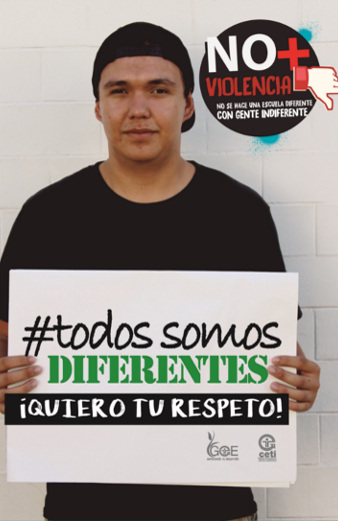 NO+
VIOLENCIA
NO SE HACE UNA ESCUELA DIFERENTE
CON GENTE INDIFERENTE
#todos somos
DIFERENTES
¡QUIERO TU RESPETO!
GOE
ceti